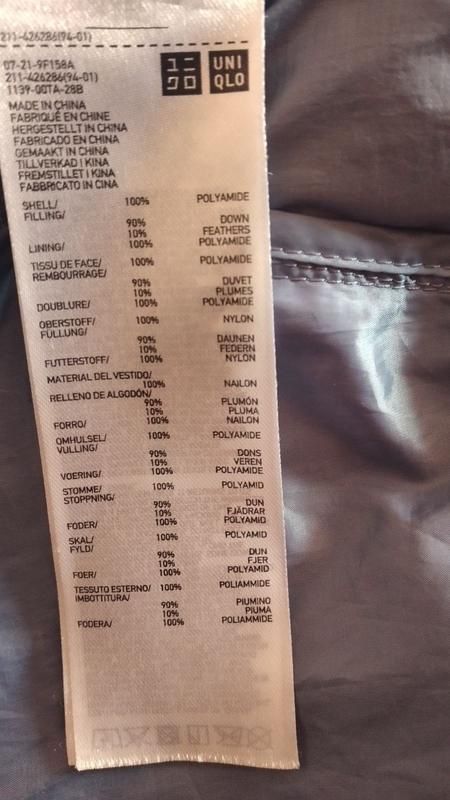 211-426286(94-01)
07-21-9F158A
211-426286(94-01)
1139-00TA-28B
ユニクロ
UNIQLO
MADE IN CHINA
FABRIQUÉ EN CHINE
HERGESTELLT IN CHINA
FABRICADO EN CHINA
GEMAAKT IN CHINA
TILLVERKAD I KINA
FREMSTILLET I KINA
FABBRICATO IN CINA
SHELL/ 100% POLYAMIDE
FILLING/
90% DOWN
10% FEATHERS
LINING/ 100% POLYAMIDE
TISSU DE FACE/ 100% POLYAMIDE
REMBOURRAGE/
90% DUVET
10% PLUMES
DOUBLURE/ 100% POLYAMIDE
OBERSTOFF/ 100% NYLON
FÜLLUNG/
90% DAUNEN
10% FEDERN
FUTTERSTOFF/ 100% NYLON
MATERIAL DEL VESTIDO/
100% NAILON
RELLENO DE ALGODÓN/
90% PLUMÓN
10% PLUMA
FORRO/ 100% NAILON
OMHULSEL/ 100% POLYAMIDE
VULLING/
90% DONS
10% VEREN
VOERING/ 100% POLYAMIDE
STOMME/ 100% POLYAMID
STOPPNING/
90% DUN
10% FJÄDRAR
FODER/ 100% POLYAMID
SKAL/ 100% POLYAMID
FYLD/
90% DUN
10% FJER
FOER/ 100% POLYAMID
TESSUTO ESTERNO/ 100% POLIAMMIDE
IMBOTTITURA/
90% PIUMINO
10% PIUMA
FODERA/ 100% POLIAMMIDE